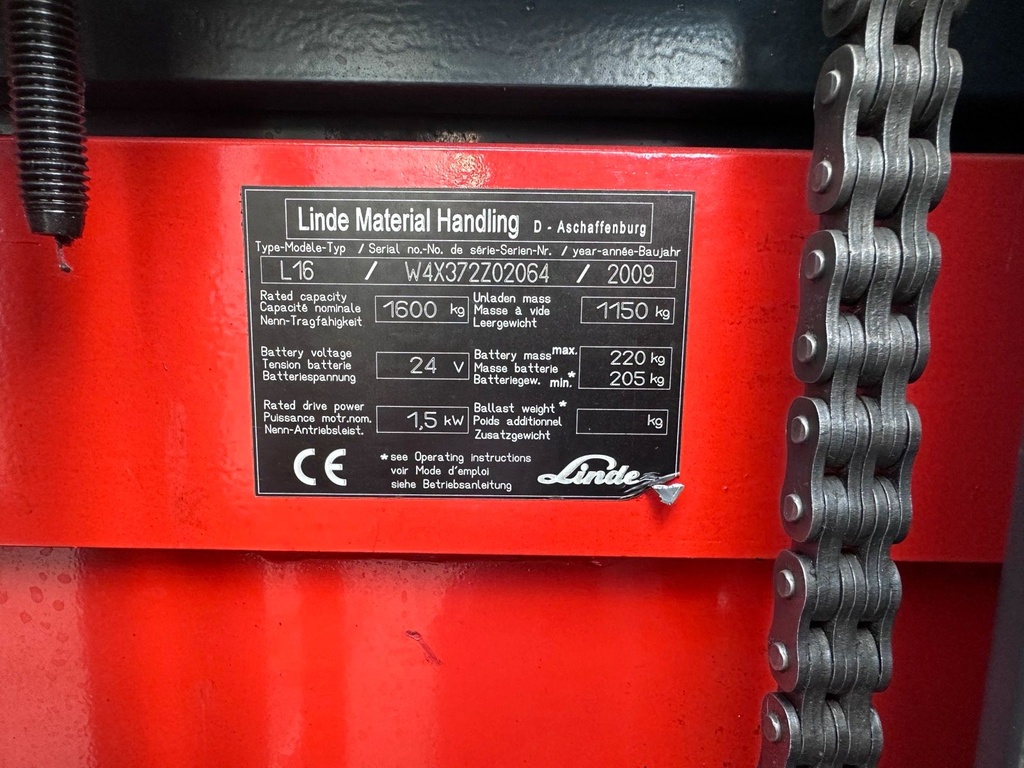 Linde Material Handling D - Aschaffenburg
Type-Modèle-Typ / Serial no.-No. de série-Serien-Nr. / year-année-Baujahr
L16 / W4X372Z02064 / 2009
Rated capacity
Capacité nominale
Nenn-Tragfähigkeit
1600 kg
Unladen mass
Masse à vide
Leergewicht
1150 kg
Battery voltage
Tension batterie
Batteriespannung
24 V
Battery mass max. 220 kg
Masse batterie
Batteriegew. min.* 205 kg
Rated drive power
Puissance motr.nom.
Nenn-Antriebsleist.
1,5 kW
Ballast weight *
Poids additionnel
Zusatzgewicht
kg
CE
* see Operating instructions
voir Mode d'emploi
siehe Betriebsanleitung
Linde